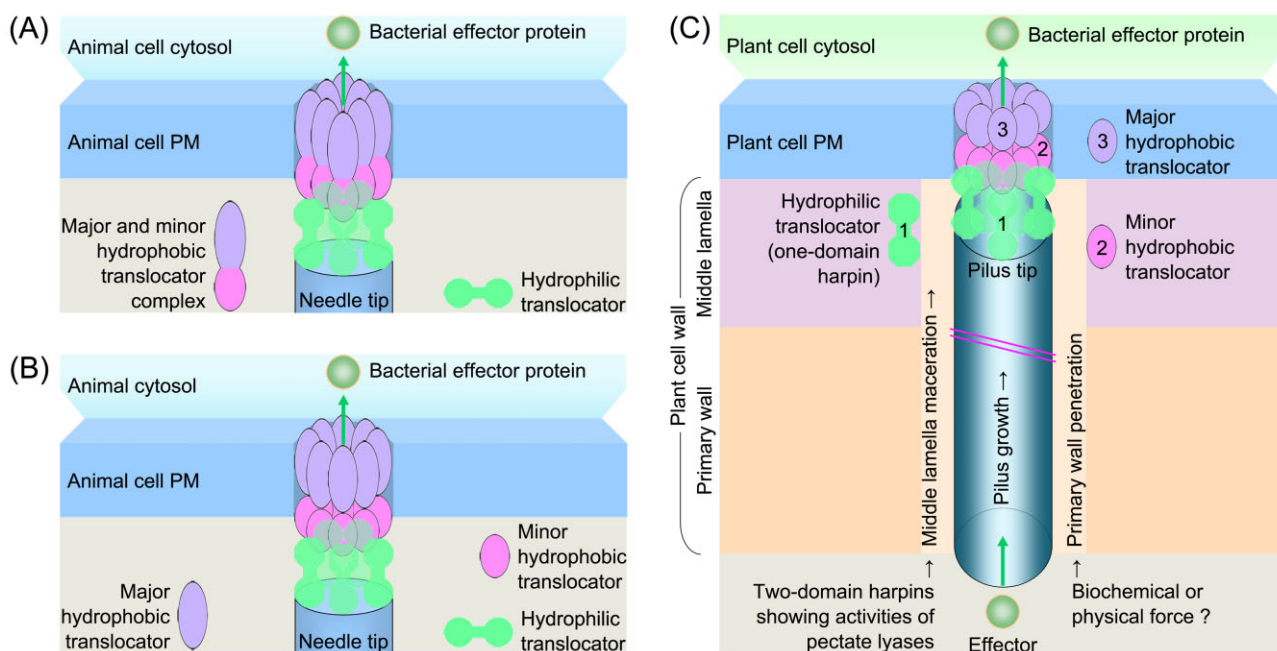 (A)
Animal cell cytosol
Bacterial effector protein
Animal cell PM
Major and minor
hydrophobic
translocator
complex
Needle tip
Hydrophilic
translocator
(B)
Animal cytosol
Bacterial effector protein
Animal cell PM
Major
hydrophobic
translocator
Needle tip
Minor
hydrophobic
translocator
Hydrophilic
translocator
(C)
Plant cell cytosol
Bacterial effector protein
Plant cell PM
3
2
3
Major
hydrophobic
translocator
Plant cell wall
Middle lamella
Primary wall
Hydrophilic
translocator
(one-domain
harpin)
1
1
Pilus tip
2
Minor
hydrophobic
translocator
Middle lamella maceration →
Pilus growth →
Primary wall penetration →
Two-domain harpins →
showing activities of
pectate lyases
Effector
→ Biochemical or
physical force ?